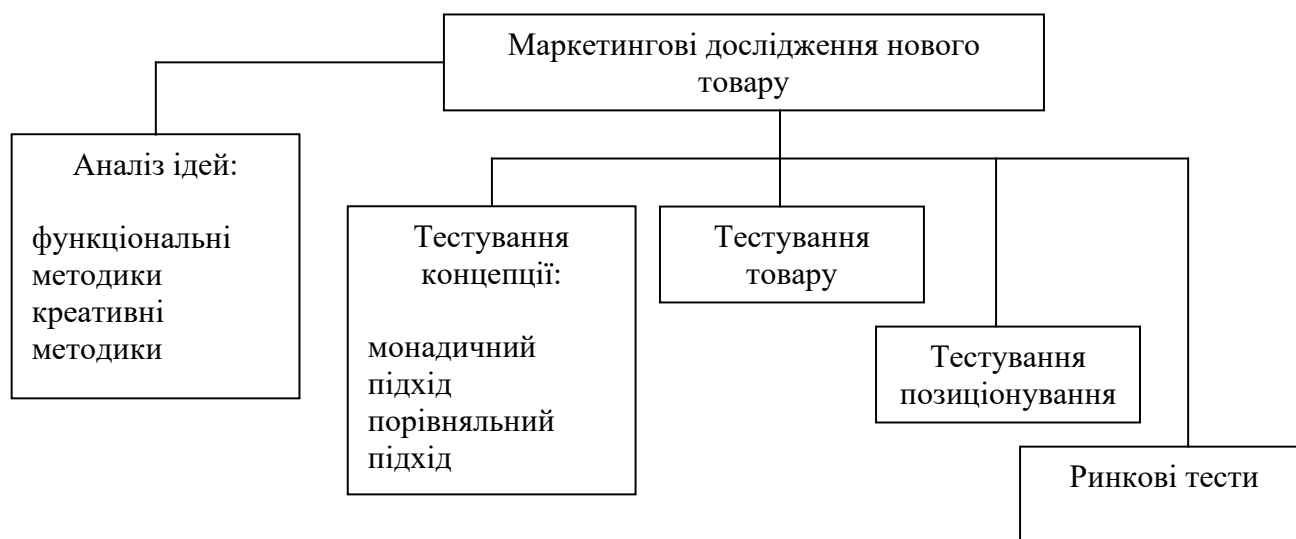 Маркетингові дослідження нового
товару
Аналіз ідей:
функціональні
методики
креативні
методики
Тестування
концепції:
монадичний
підхід
порівняльний
підхід
Тестування
товару
Тестування
позиціонування
Ринкові тести